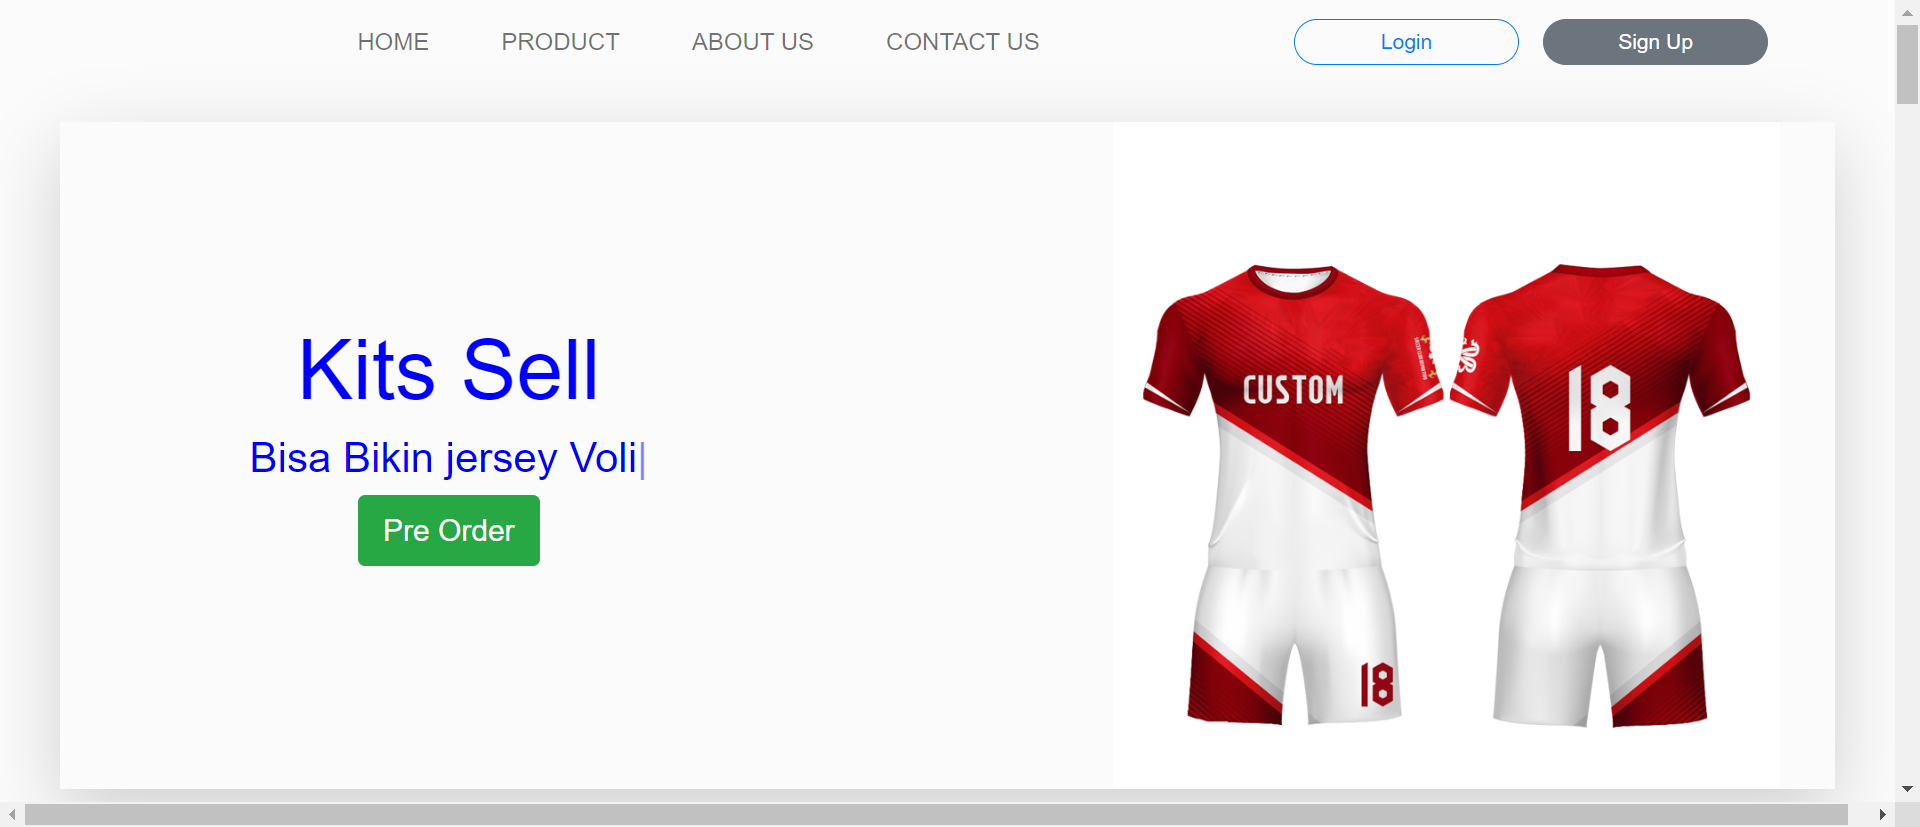 HOME PRODUCT ABOUT US CONTACT US Login Sign Up
Kits Sell
Bisa Bikin jersey Voli|
Pre Order
CUSTOM
18
18